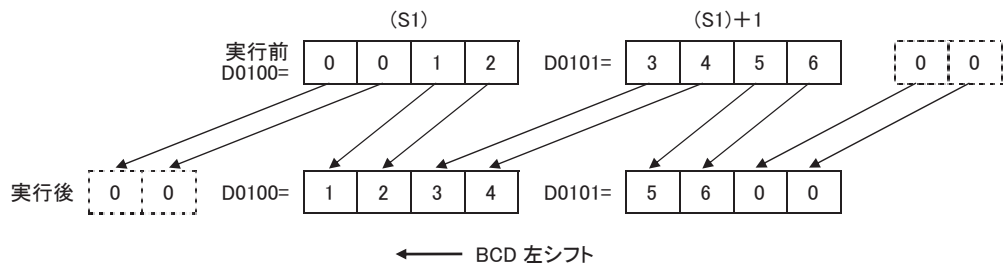 (S1) (S1)+1
実行前
D0100= 0 0 1 2 D0101= 3 4 5 6 0 0
実行後 0 0 D0100= 1 2 3 4 D0101= 5 6 0 0
BCD 左シフト